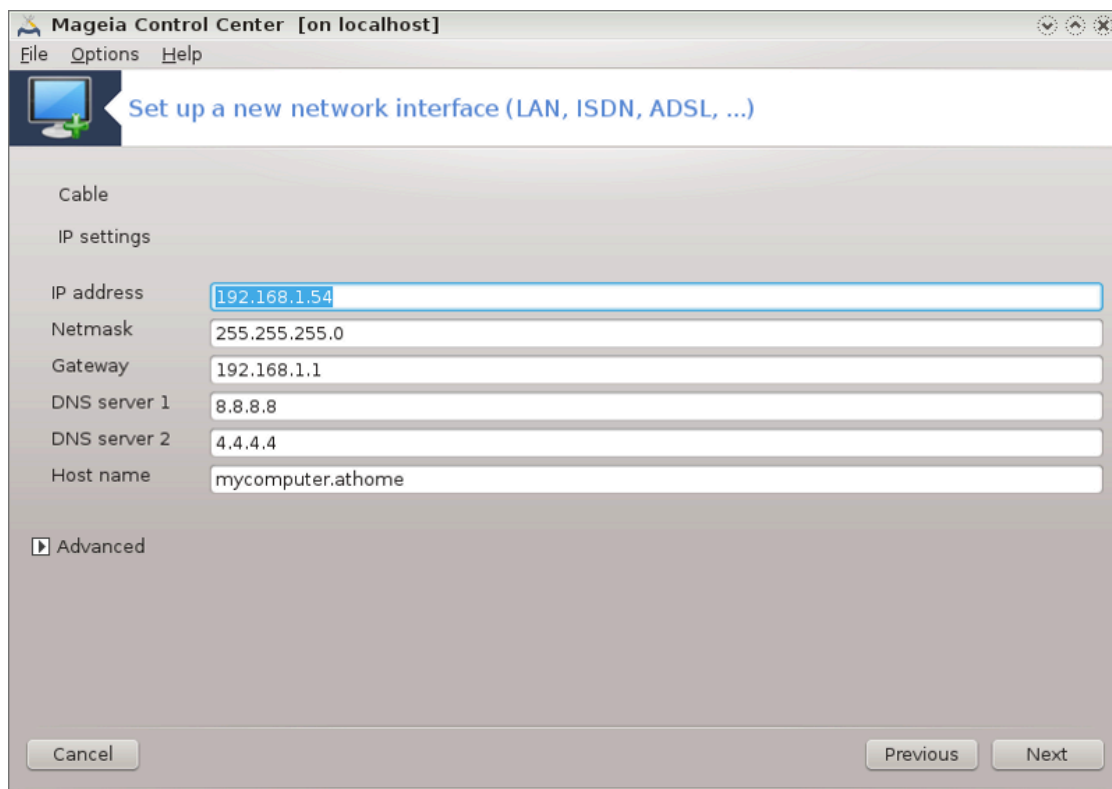 Mageia Control Center [on localhost]
File Options Help
Set up a new network interface (LAN, ISDN, ADSL, ...)
Cable
IP settings
IP address 192.168.1.54
Netmask 255.255.255.0
Gateway 192.168.1.1
DNS server 1 8.8.8.8
DNS server 2 4.4.4.4
Host name mycomputer.athome
Advanced
Cancel Previous Next